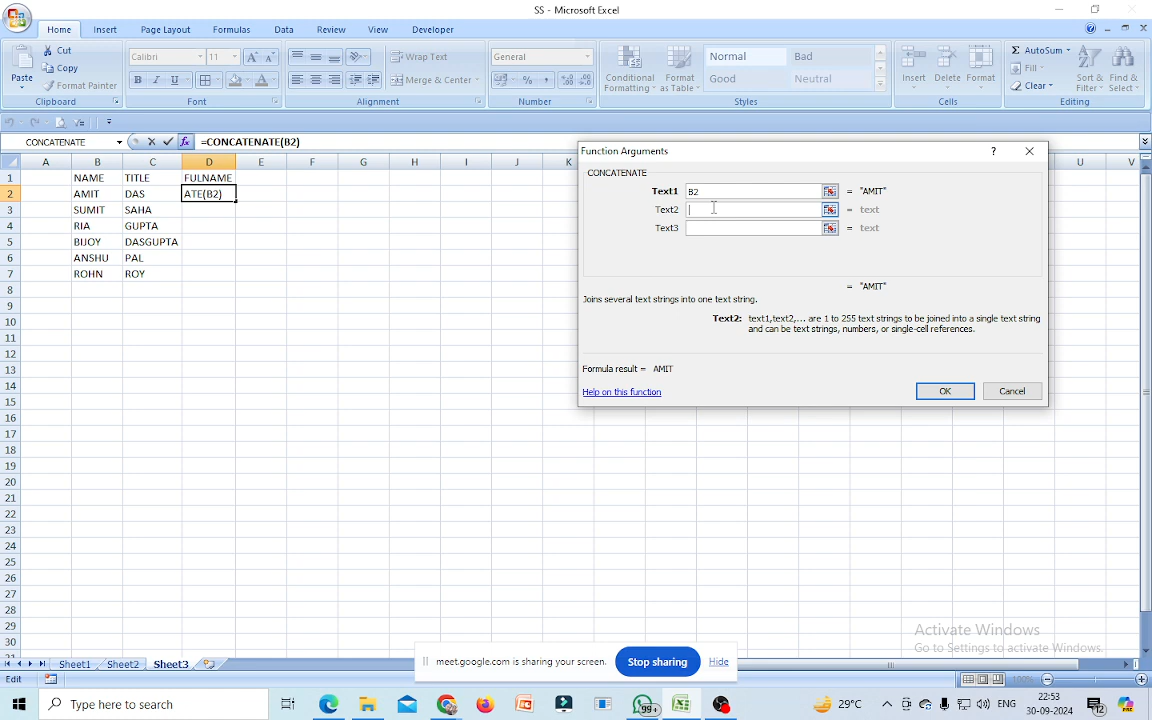 SS - Microsoft Excel
Home Insert Page Layout Formulas Data Review View Developer
Paste Cut Copy Format Painter Clipboard
Calibri 11 B I U Font
Wrap Text Merge & Center Alignment
General % , Number
Conditional Formatting Format as Table Normal Bad Good Neutral Styles
Insert Delete Format Cells
Σ AutoSum Fill Clear Sort & Filter Find & Select Editing
CONCATENATE fx =CONCATENATE(B2)
A B C D E F G H I J K U V
1 NAME TITLE FULNAME
2 AMIT DAS ATE(B2)
3 SUMIT SAHA
4 RIA GUPTA
5 BIJOY DASGUPTA
6 ANSHU PAL
7 ROHN ROY
8
9
10
11
12
13
14
15
16
17
18
19
20
21
22
23
24
25
26
27
28
29
30
Function Arguments ?
CONCATENATE
Text1 B2 = "AMIT"
Text2 = text
Text3 = text
= "AMIT"
Joins several text strings into one text string.
Text2: text1,text2,... are 1 to 255 text strings to be joined into a single text string
and can be text strings, numbers, or single-cell references.
Formula result = AMIT
Help on this function OK Cancel
Activate Windows
Go to Settings to activate Windows.
Sheet1 Sheet2 Sheet3
meet.google.com is sharing your screen. Stop sharing Hide
Edit 100%
Type here to search 99+ 29°C ENG 22:53
30-09-2024 12